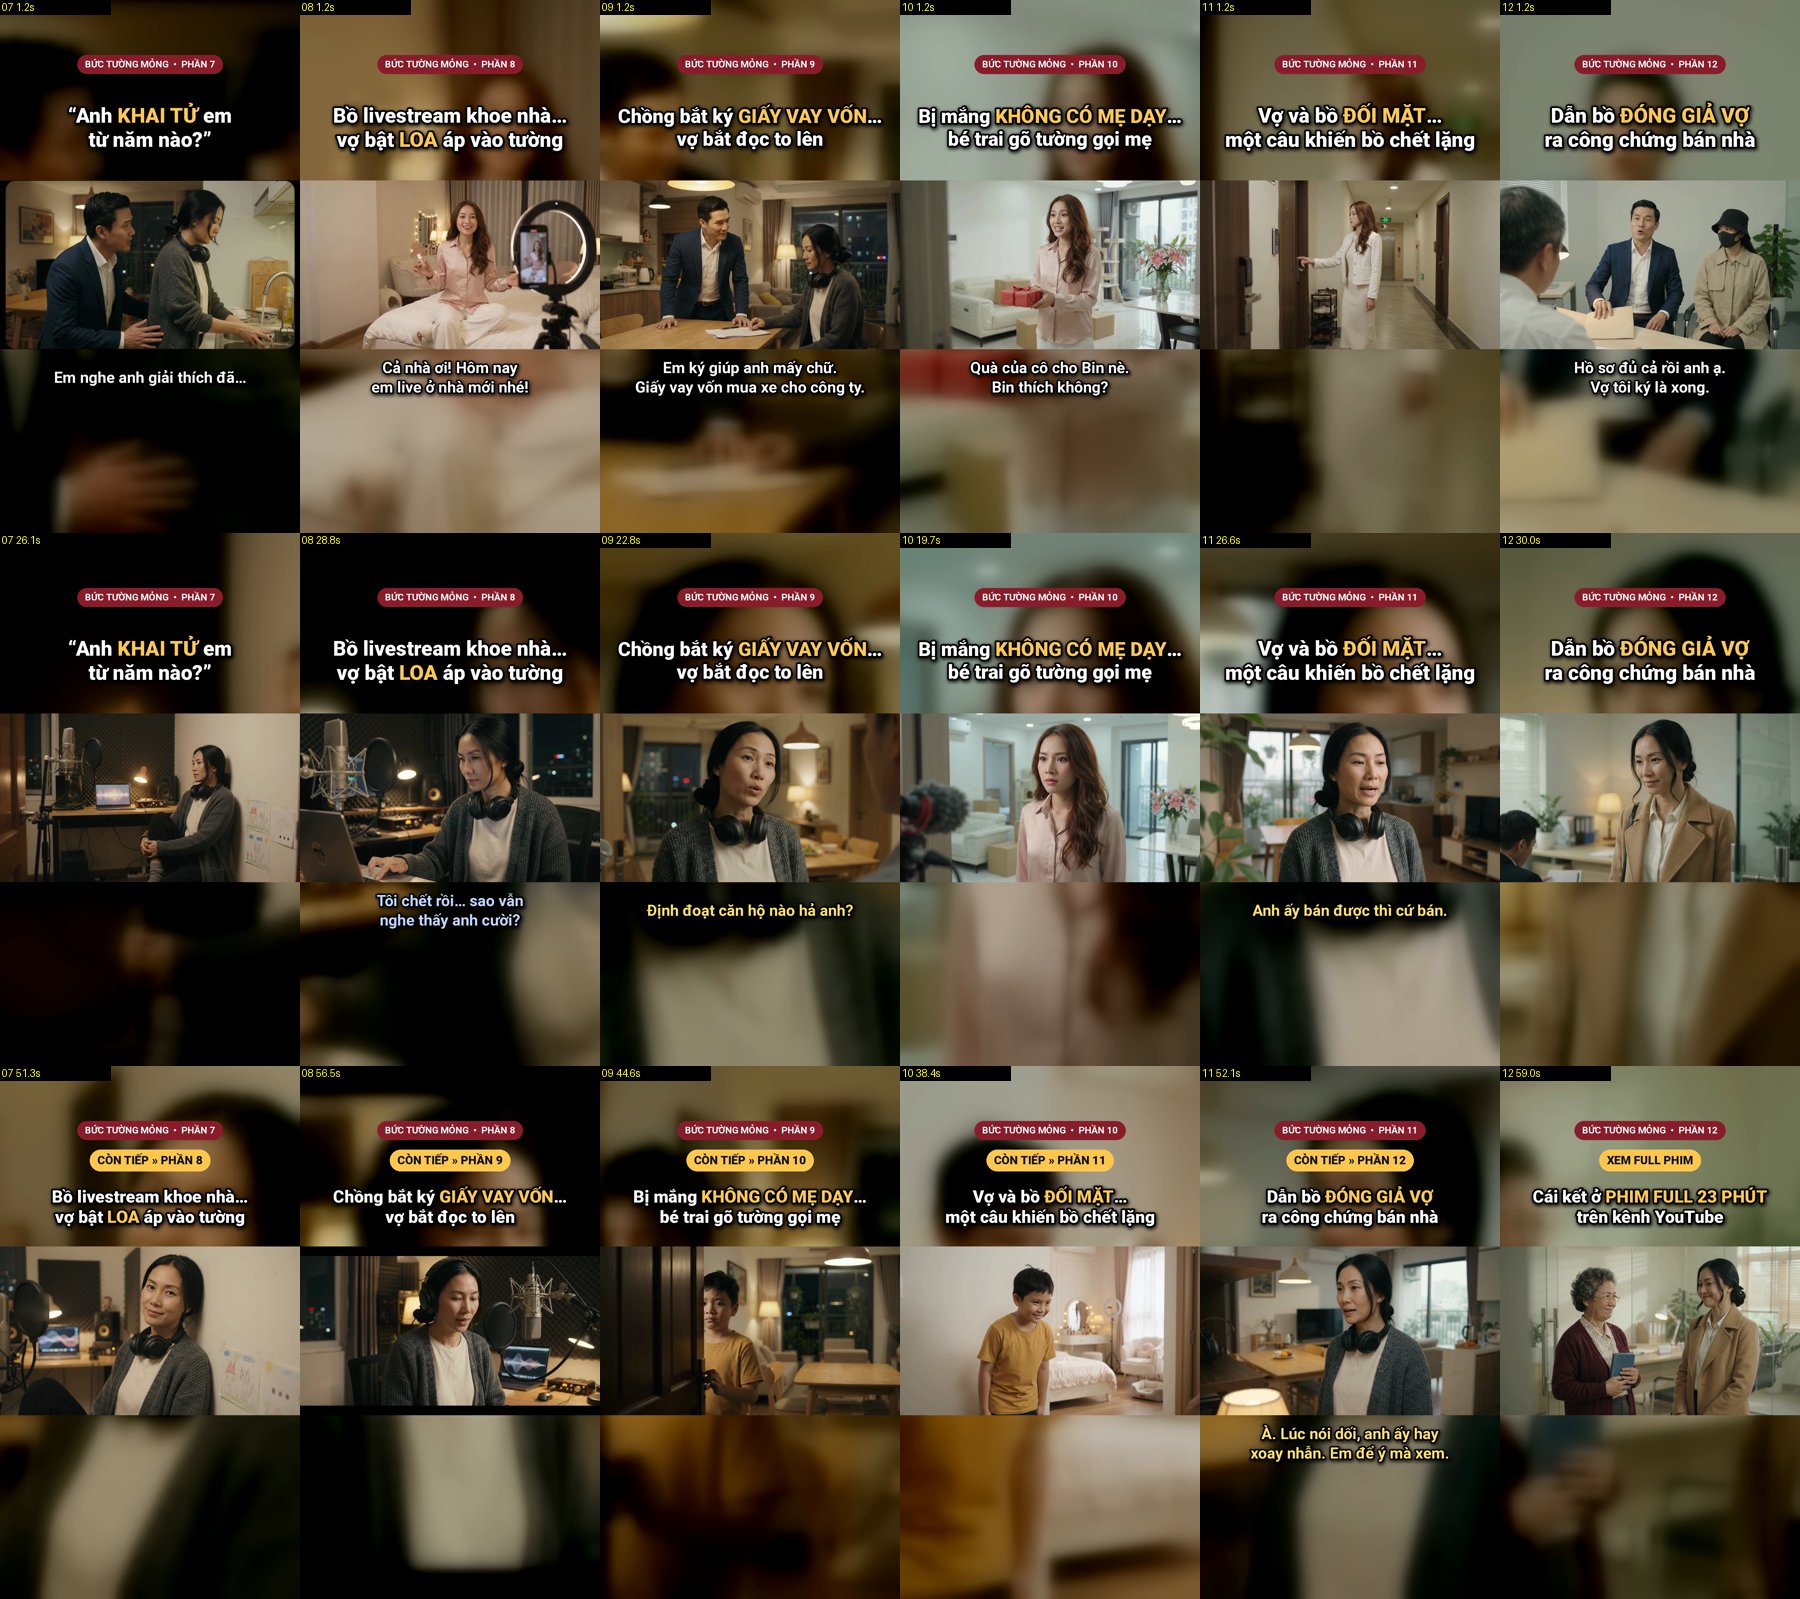 07 1.2s
BỨC TƯỜNG MỎNG • PHẦN 7
“Anh KHAI TỬ em
từ năm nào?”
Em nghe anh giải thích đã...
08 1.2s
BỨC TƯỜNG MỎNG • PHẦN 8
Bồ livestream khoe nhà...
vợ bật LOA áp vào tường
Cả nhà ơi! Hôm nay
em live ở nhà mới nhé!
09 1.2s
BỨC TƯỜNG MỎNG • PHẦN 9
Chồng bắt ký GIẤY VAY VỐN...
vợ bắt đọc to lên
Em ký giúp anh mấy chữ.
Giấy vay vốn mua xe cho công ty.
10 1.2s
BỨC TƯỜNG MỎNG • PHẦN 10
Bị mắng KHÔNG CÓ MẸ DẠY...
bé trai gõ tường gọi mẹ
Quà của cô cho Bin nè.
Bin thích không?
11 1.2s
BỨC TƯỜNG MỎNG • PHẦN 11
Vợ và bồ ĐỐI MẶT...
một câu khiến bồ chết lặng
12 1.2s
BỨC TƯỜNG MỎNG • PHẦN 12
Dẫn bồ ĐÓNG GIẢ VỢ
ra công chứng bán nhà
Hồ sơ đủ cả rồi anh ạ.
Vợ tôi ký là xong.
07 26.1s
BỨC TƯỜNG MỎNG • PHẦN 7
“Anh KHAI TỬ em
từ năm nào?”
08 28.8s
BỨC TƯỜNG MỎNG • PHẦN 8
Bồ livestream khoe nhà...
vợ bật LOA áp vào tường
Tôi chết rồi... sao vẫn
nghe thấy anh cười?
09 22.8s
BỨC TƯỜNG MỎNG • PHẦN 9
Chồng bắt ký GIẤY VAY VỐN...
vợ bắt đọc to lên
Định đoạt căn hộ nào hả anh?
10 19.7s
BỨC TƯỜNG MỎNG • PHẦN 10
Bị mắng KHÔNG CÓ MẸ DẠY...
bé trai gõ tường gọi mẹ
11 26.6s
BỨC TƯỜNG MỎNG • PHẦN 11
Vợ và bồ ĐỐI MẶT...
một câu khiến bồ chết lặng
Anh ấy bán được thì cứ bán.
12 30.0s
BỨC TƯỜNG MỎNG • PHẦN 12
Dẫn bồ ĐÓNG GIẢ VỢ
ra công chứng bán nhà
07 51.3s
BỨC TƯỜNG MỎNG • PHẦN 7
CÒN TIẾP » PHẦN 8
Bồ livestream khoe nhà...
vợ bật LOA áp vào tường
08 56.5s
BỨC TƯỜNG MỎNG • PHẦN 8
CÒN TIẾP » PHẦN 9
Chồng bắt ký GIẤY VAY VỐN...
vợ bắt đọc to lên
09 44.6s
BỨC TƯỜNG MỎNG • PHẦN 9
CÒN TIẾP » PHẦN 10
Bị mắng KHÔNG CÓ MẸ DẠY...
bé trai gõ tường gọi mẹ
10 38.4s
BỨC TƯỜNG MỎNG • PHẦN 10
CÒN TIẾP » PHẦN 11
Vợ và bồ ĐỐI MẶT...
một câu khiến bồ chết lặng
11 52.1s
BỨC TƯỜNG MỎNG • PHẦN 11
CÒN TIẾP » PHẦN 12
Dẫn bồ ĐÓNG GIẢ VỢ
ra công chứng bán nhà
À. Lúc nói dối, anh ấy hay
xoay nhẫn. Em để ý mà xem.
12 59.0s
BỨC TƯỜNG MỎNG • PHẦN 12
XEM FULL PHIM
Cái kết ở PHIM FULL 23 PHÚT
trên kênh YouTube